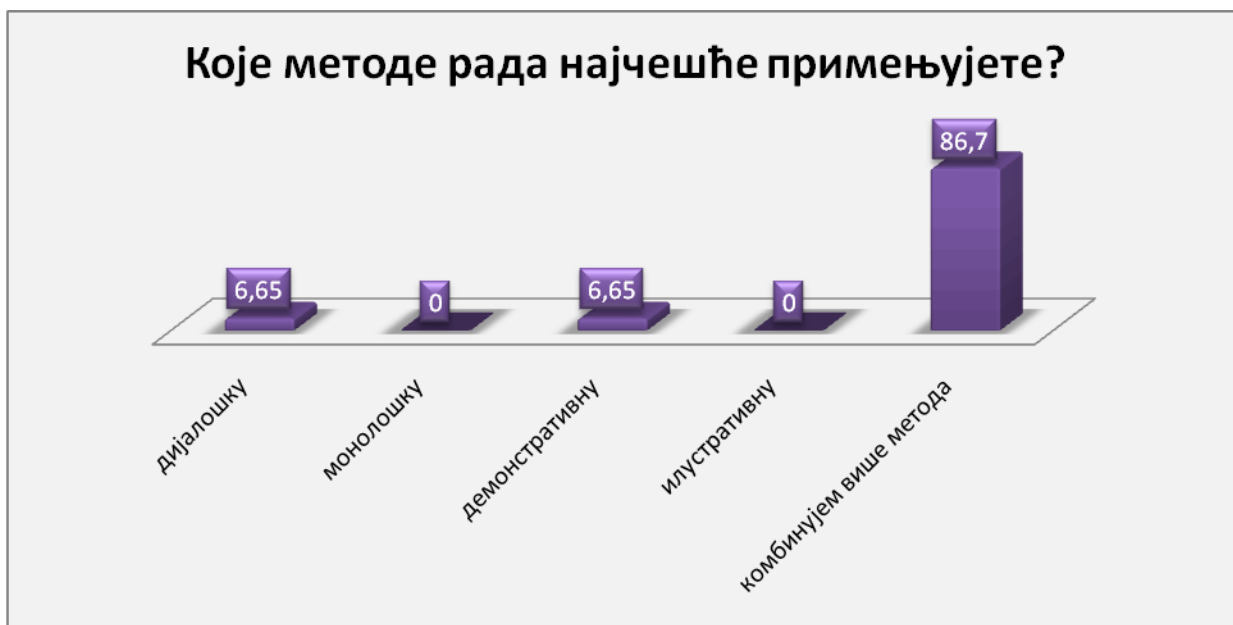 Које методе рада најчешће примењујете?
86,7
6,65
0
6,65
0
дијалошку
монолошку
демонстративну
илустративну
комбинујем више метода